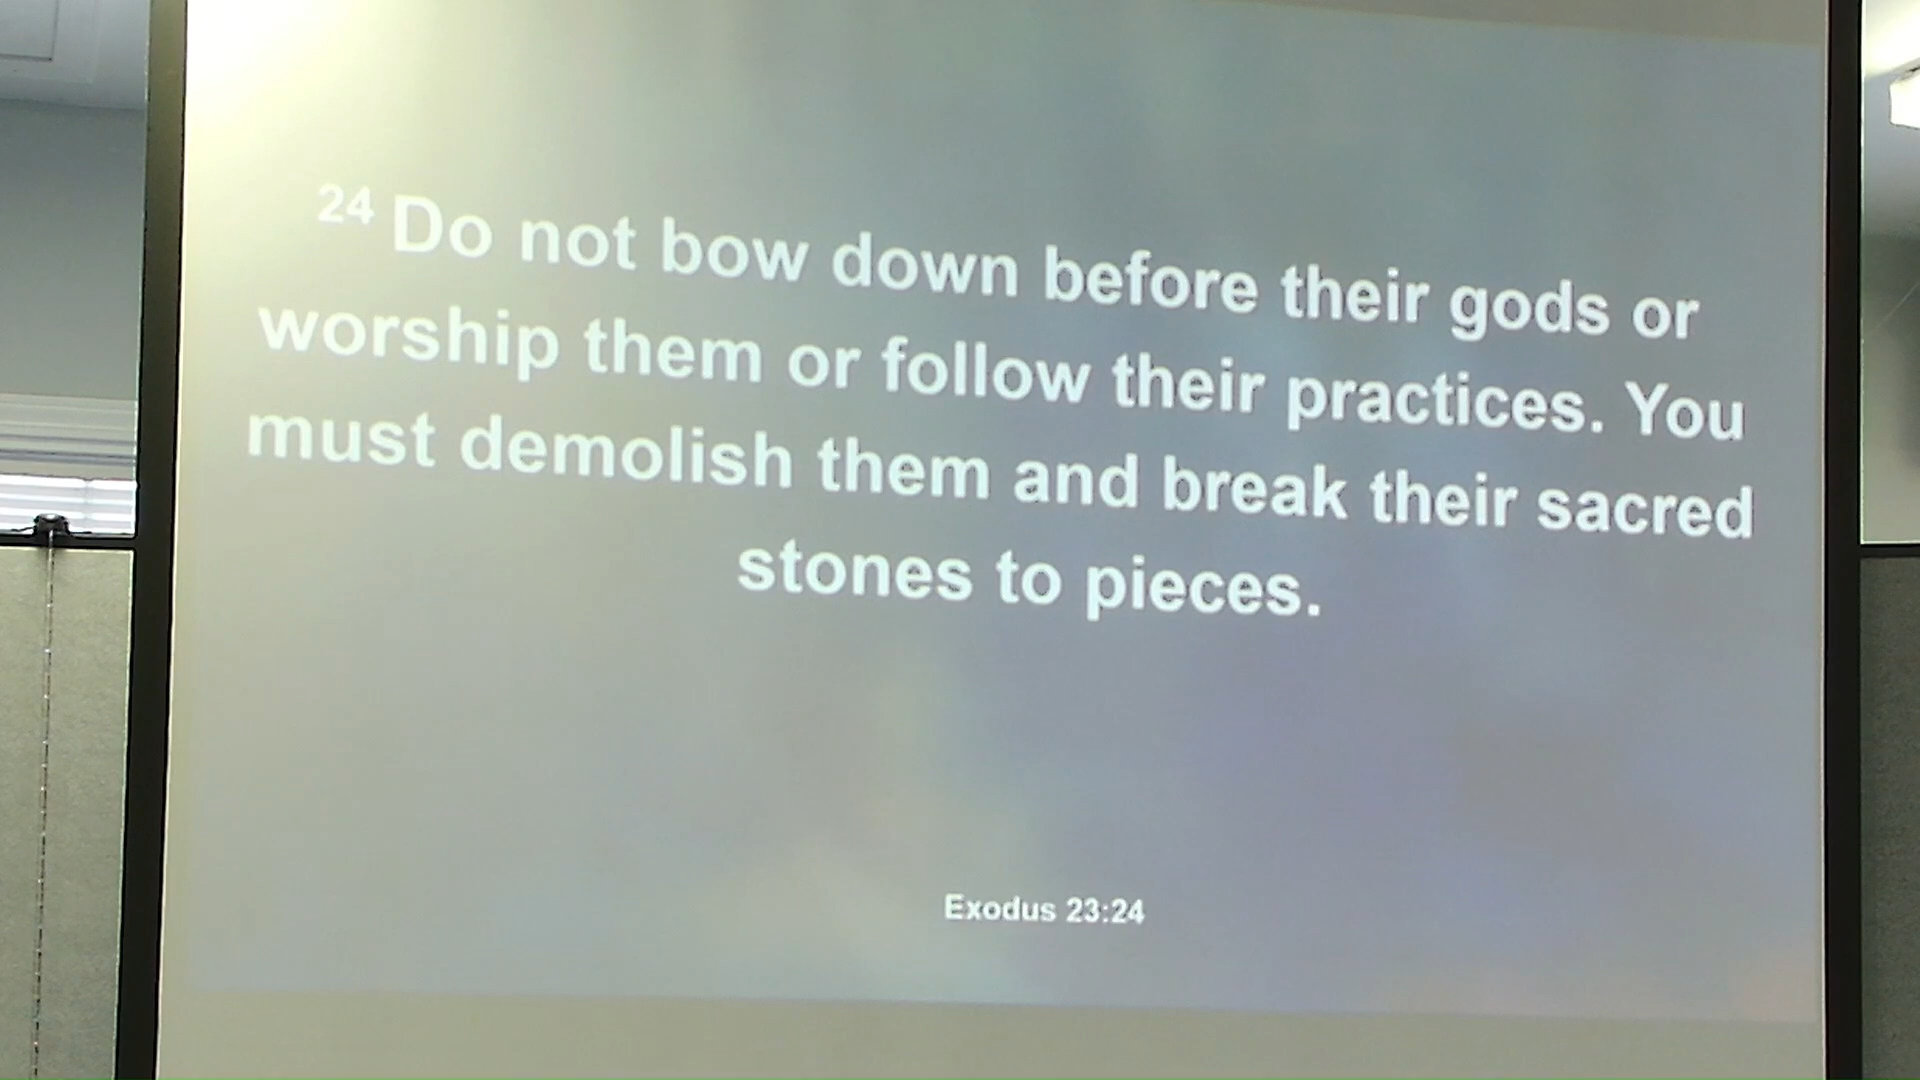 24 Do not bow down before their gods or
worship them or follow their practices. You
must demolish them and break their sacred
stones to pieces.
Exodus 23:24